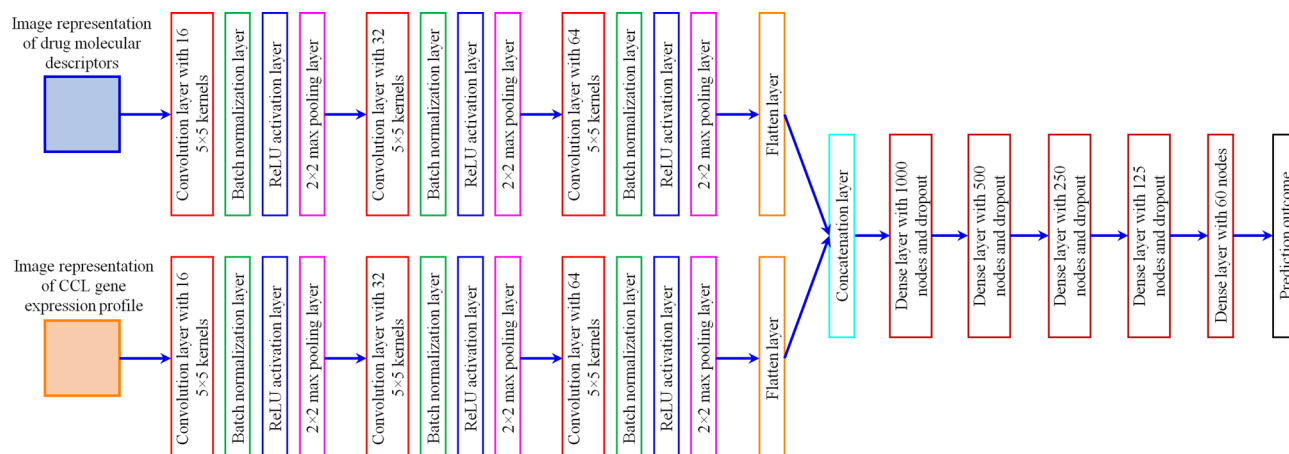 Image representation
of drug molecular
descriptors
Convolution layer with 16
5×5 kernels
Batch normalization layer
ReLU activation layer
2×2 max pooling layer
Convolution layer with 32
5×5 kernels
Batch normalization layer
ReLU activation layer
2×2 max pooling layer
Convolution layer with 64
5×5 kernels
Batch normalization layer
ReLU activation layer
2×2 max pooling layer
Flatten layer
Image representation
of CCL gene
expression profile
Convolution layer with 16
5×5 kernels
Batch normalization layer
ReLU activation layer
2×2 max pooling layer
Convolution layer with 32
5×5 kernels
Batch normalization layer
ReLU activation layer
2×2 max pooling layer
Convolution layer with 64
5×5 kernels
Batch normalization layer
ReLU activation layer
2×2 max pooling layer
Flatten layer
Concatenation layer
Dense layer with 1000
nodes and dropout
Dense layer with 500
nodes and dropout
Dense layer with 250
nodes and dropout
Dense layer with 125
nodes and dropout
Dense layer with 60 nodes
Prediction outcome